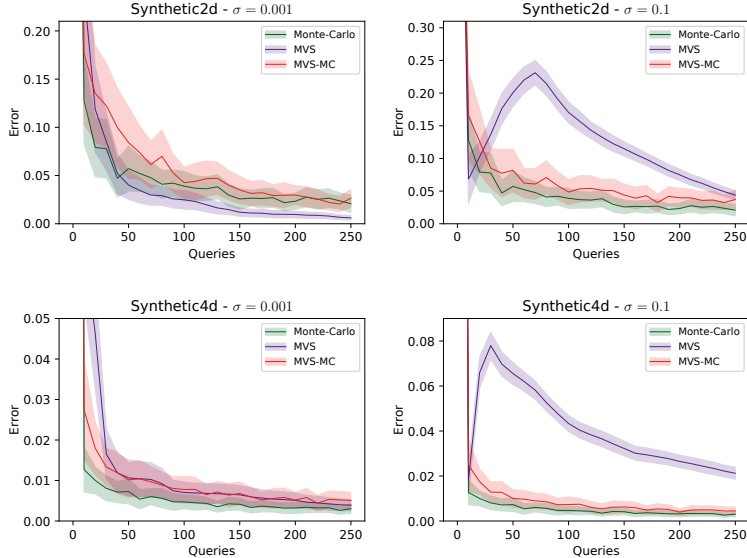 Synthetic2d - σ = 0.001
Error
0.20
0.15
0.10
0.05
0.00
0
50
100
150
200
250
Queries
Monte-Carlo
MVS
MVS-MC
Synthetic2d - σ = 0.1
Error
0.30
0.25
0.20
0.15
0.10
0.05
0.00
0
50
100
150
200
250
Queries
Monte-Carlo
MVS
MVS-MC
Synthetic4d - σ = 0.001
Error
0.05
0.04
0.03
0.02
0.01
0.00
0
50
100
150
200
250
Queries
Monte-Carlo
MVS
MVS-MC
Synthetic4d - σ = 0.1
Error
0.08
0.06
0.04
0.02
0.00
0
50
100
150
200
250
Queries
Monte-Carlo
MVS
MVS-MC